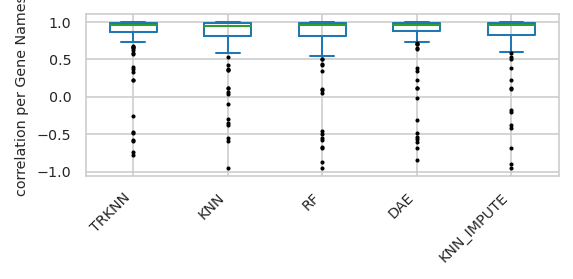 correlation per Gene Names
1.0
0.5
0.0
−0.5
−1.0
TRKNN
KNN
RF
DAE
KNN_IMPUTE